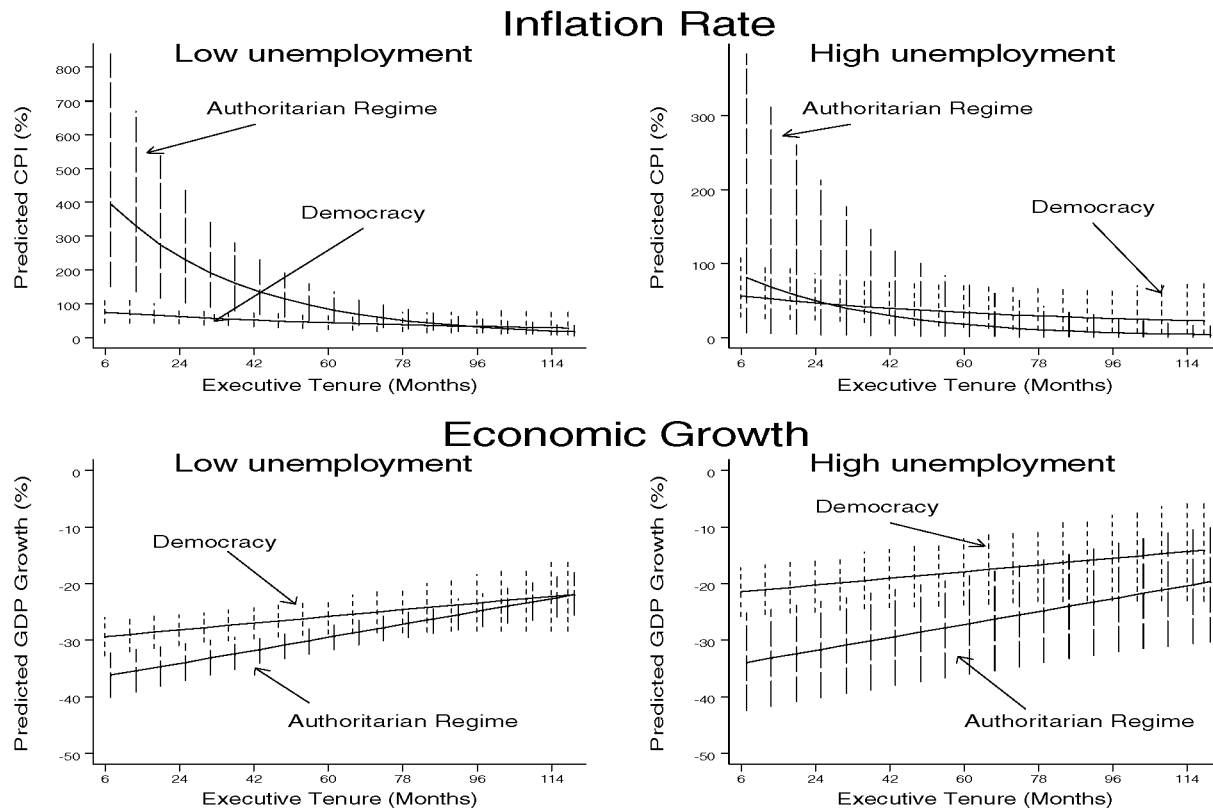 Inflation Rate
Low unemployment
Predicted CPI (%)
800
700
600
500
400
300
200
100
0
Authoritarian Regime
Democracy
6 24 42 60 78 96 114
Executive Tenure (Months)
High unemployment
Predicted CPI (%)
300
200
100
0
Authoritarian Regime
Democracy
6 24 42 60 78 96 114
Executive Tenure (Months)
Economic Growth
Low unemployment
Predicted GDP Growth (%)
0
-10
-20
-30
-40
-50
Democracy
Authoritarian Regime
6 24 42 60 78 96 114
Executive Tenure (Months)
High unemployment
Predicted GDP Growth (%)
0
-10
-20
-30
-40
-50
Democracy
Authoritarian Regime
6 24 42 60 78 96 114
Executive Tenure (Months)